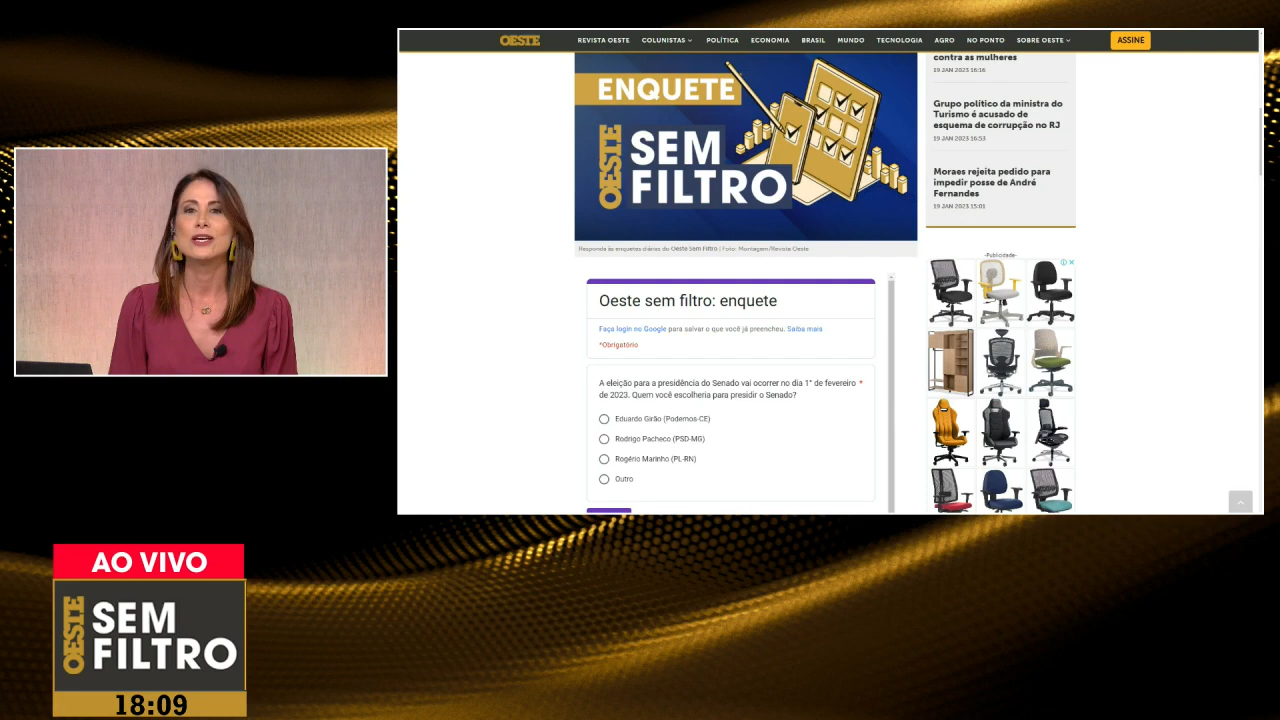 OESTE
REVISTA OESTE
COLUNISTAS
POLÍTICA
ECONOMIA
BRASIL
MUNDO
TECNOLOGIA
AGRO
NO PONTO
SOBRE OESTE
ASSINE
ENQUETE
OESTE
SEM
FILTRO
Responda às enquetes diárias do Oeste Sem Filtro | Foto: Montagem/Revista Oeste
contra as mulheres
19 JAN 2023 16:16
Grupo político da ministra do
Turismo é acusado de
esquema de corrupção no RJ
19 JAN 2023 16:53
Moraes rejeita pedido para
impedir posse de André
Fernandes
19 JAN 2023 15:01
-Publicidade-
Oeste sem filtro: enquete
Faça login no Google para salvar o que você já preencheu. Saiba mais
*Obrigatório
A eleição para a presidência do Senado vai ocorrer no dia 1° de fevereiro *
de 2023. Quem você escolheria para presidir o Senado?
Eduardo Girão (Podemos-CE)
Rodrigo Pacheco (PSD-MG)
Rogério Marinho (PL-RN)
Outro
AO VIVO
OESTE
SEM
FILTRO
18:09